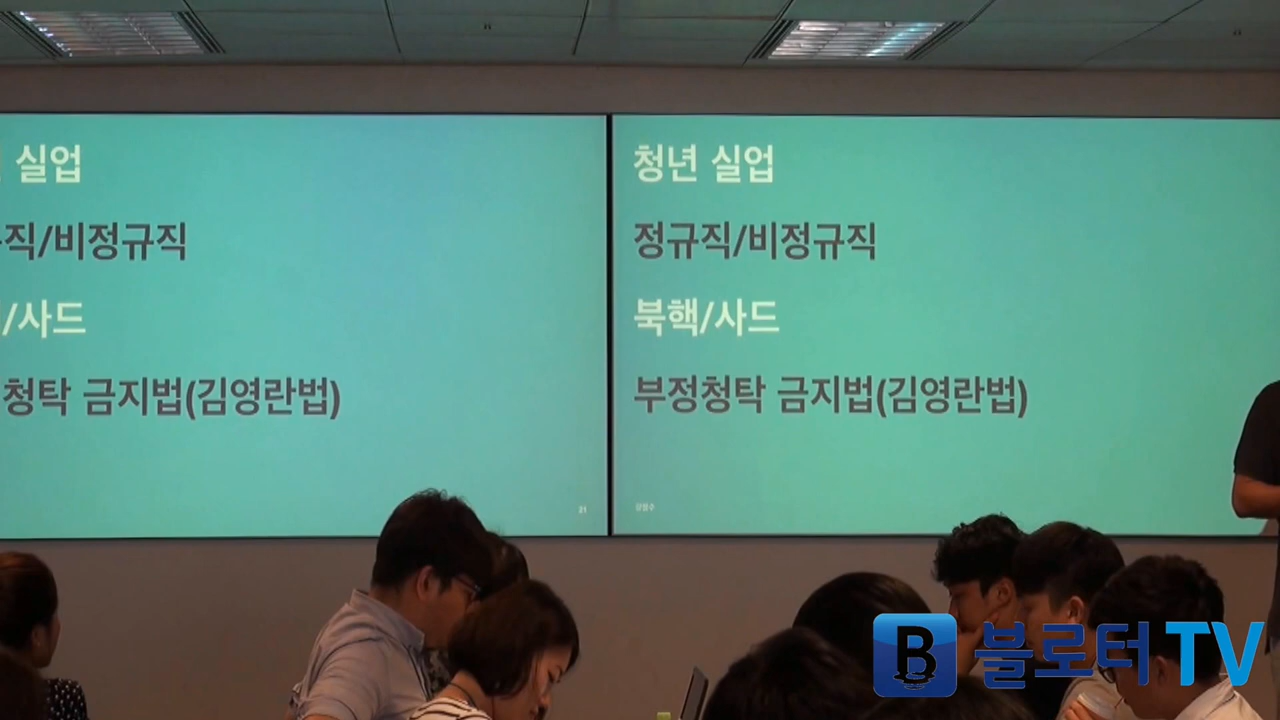 실업
직/비정규직
/사드
청탁 금지법(김영란법)
21
청년 실업
정규직/비정규직
북핵/사드
부정청탁 금지법(김영란법)
B 블로터 TV